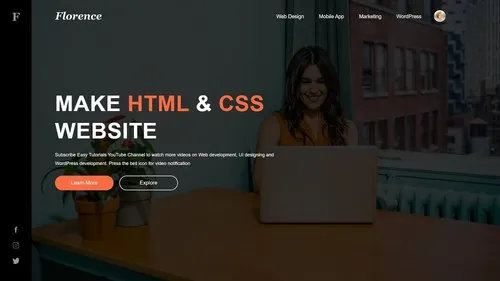 F
Florence
Web Design
Mobile App
Marketing
WordPress
MAKE HTML & CSS
WEBSITE
Subscribe Easy Tutorials YouTube Channel to watch more videos on Web development, UI designing and
WordPress development. Press the bell icon for video notification
Learn More
Explore